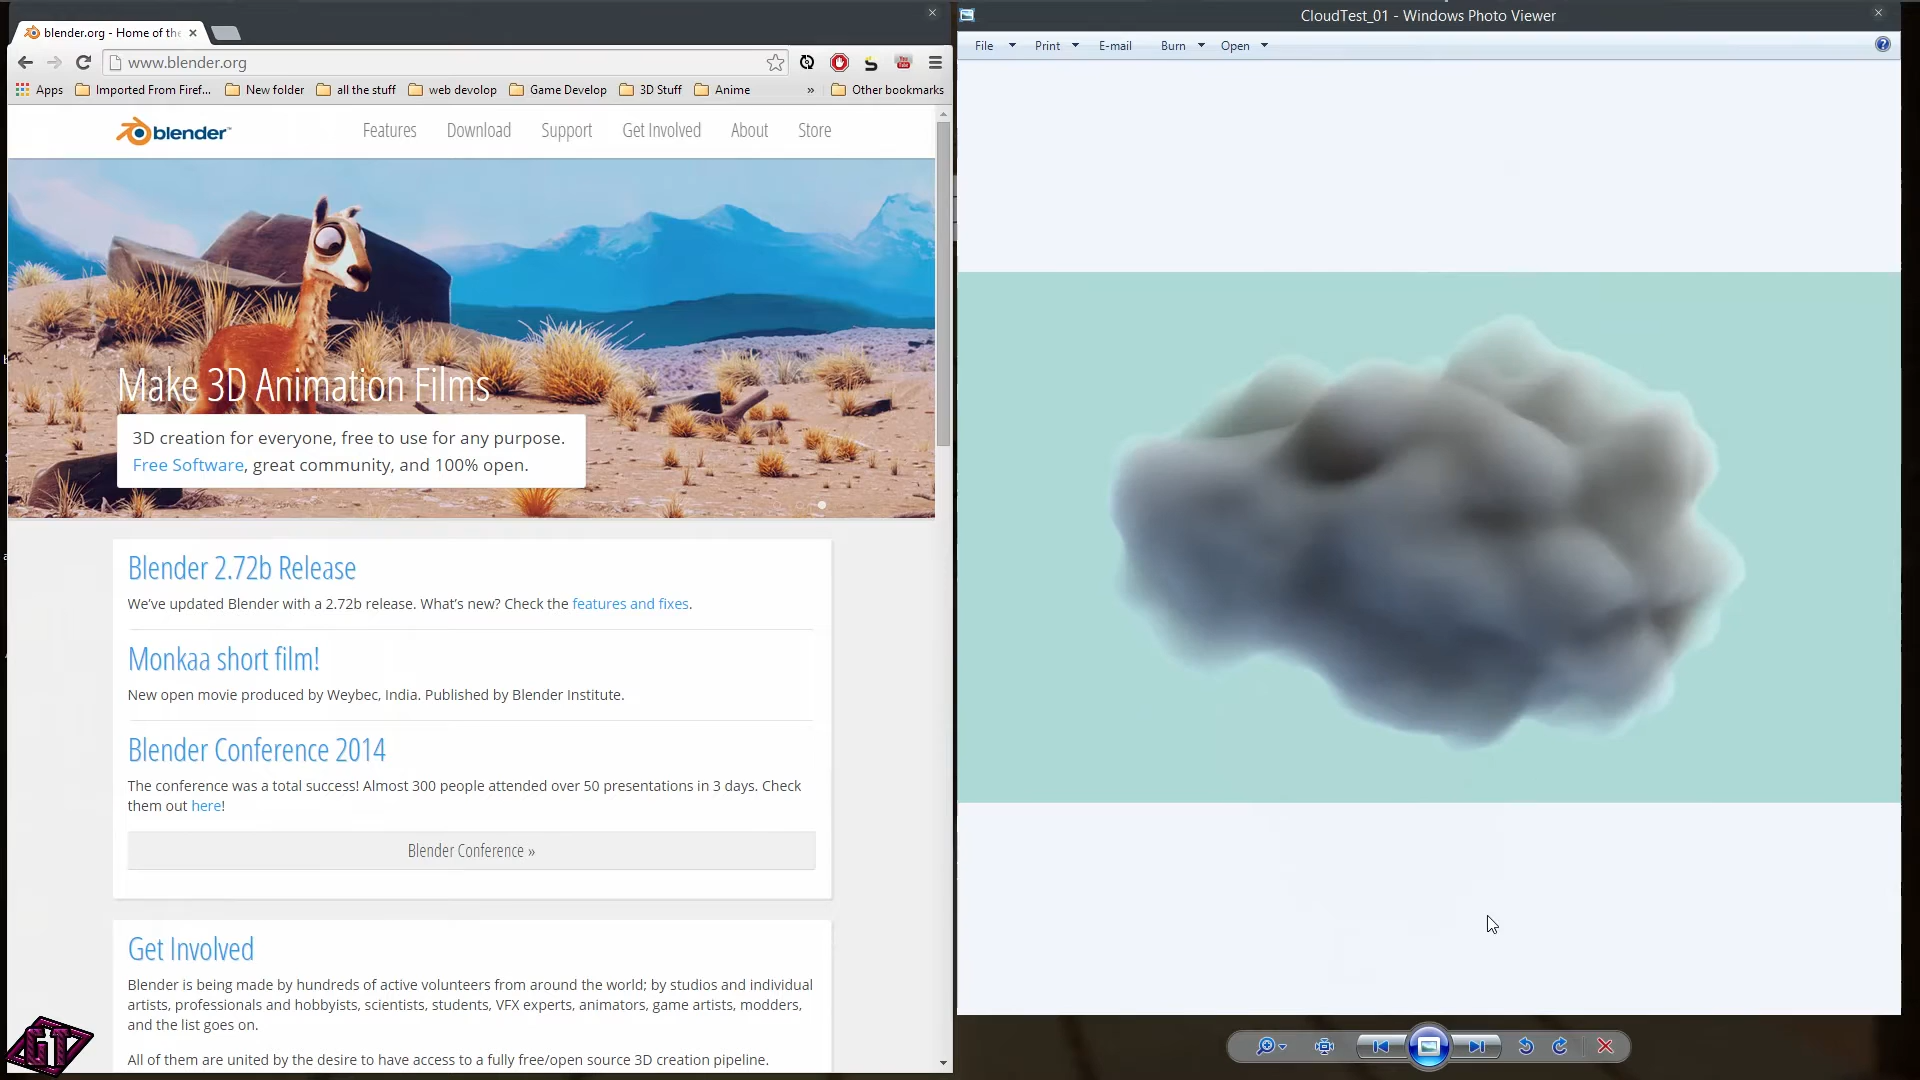 blender.org - Home of the
www.blender.org
Apps Imported From Firef... New folder all the stuff web devolop Game Develop 3D Stuff Anime » Other bookmarks
blender Features Download Support Get Involved About Store
Make 3D Animation Films
3D creation for everyone, free to use for any purpose.
Free Software, great community, and 100% open.
Blender 2.72b Release
We've updated Blender with a 2.72b release. What's new? Check the features and fixes.
Monkaa short film!
New open movie produced by Weybec, India. Published by Blender Institute.
Blender Conference 2014
The conference was a total success! Almost 300 people attended over 50 presentations in 3 days. Check
them out here!
Blender Conference »
Get Involved
Blender is being made by hundreds of active volunteers from around the world; by studios and individual
artists, professionals and hobbyists, scientists, students, VFX experts, animators, game artists, modders,
and the list goes on.
All of them are united by the desire to have access to a fully free/open source 3D creation pipeline.
GT
CloudTest_01 - Windows Photo Viewer
File Print E-mail Burn Open